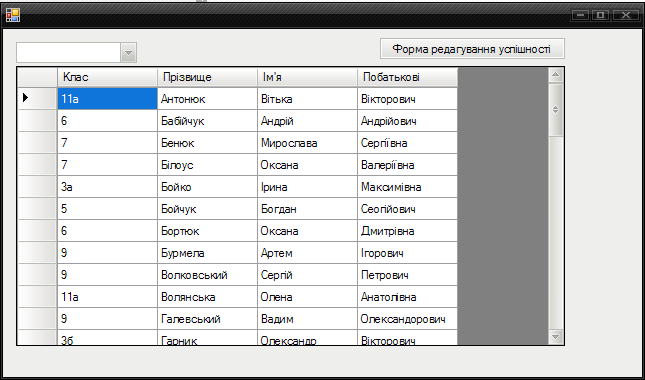 Форма редагування успішності
Клас Прізвище Ім'я Побатькові
11а Антонюк Вітька Вікторович
6 Бабійчук Андрій Андрійович
7 Бенюк Мирослава Сергіївна
7 Білоус Оксана Валеріївна
3а Бойко Ірина Максимівна
5 Бойчук Богдан Сеогійович
6 Бортюк Оксана Дмитрівна
9 Бурмела Артем Ігорович
9 Волковський Сергій Петрович
11а Волянська Олена Анатолівна
9 Галевський Вадим Олександорович
3б Гарник Олександр Вікторович